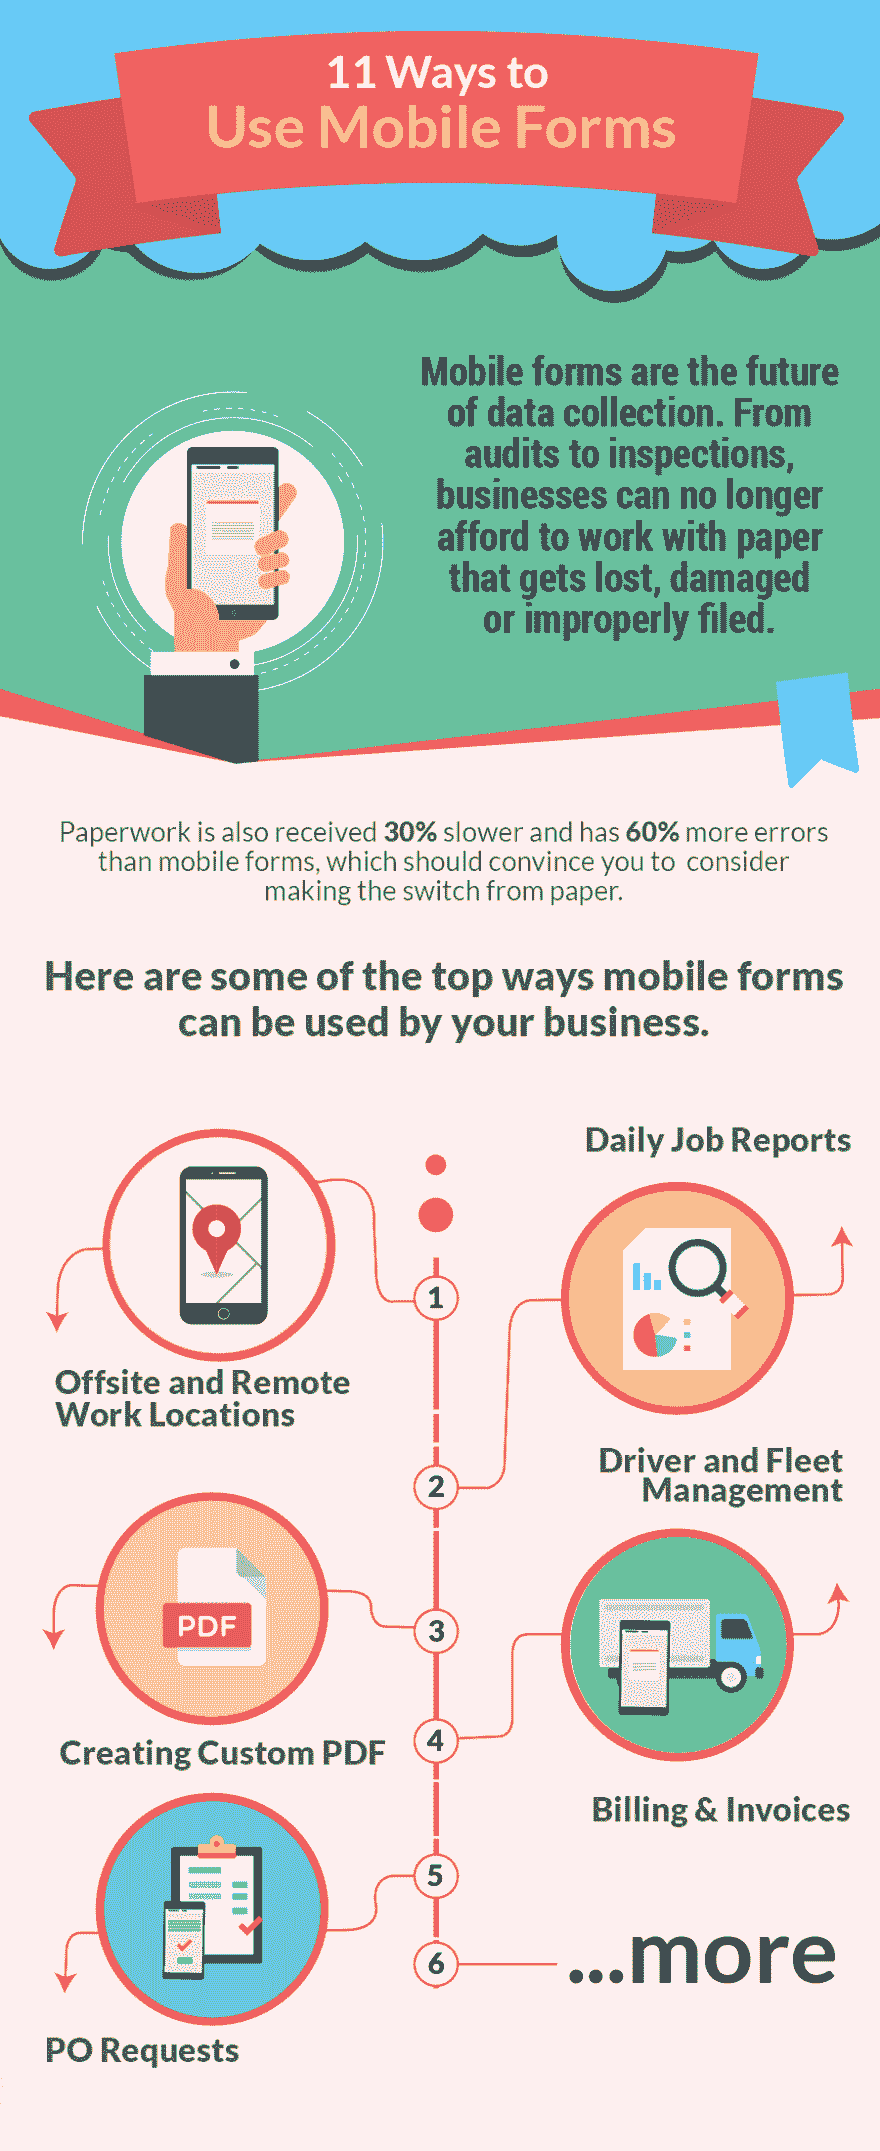 11 Ways to
Use Mobile Forms
Mobile forms are the future
of data collection. From
audits to inspections,
businesses can no longer
afford to work with paper
that gets lost, damaged
or improperly filed.
Paperwork is also received 30% slower and has 60% more errors
than mobile forms, which should convince you to consider
making the switch from paper.
Here are some of the top ways mobile forms
can be used by your business.
1
Offsite and Remote
Work Locations
2
Daily Job Reports
3
PDF
Creating Custom PDF
4
Driver and Fleet
Management
Billing & Invoices
5
PO Requests
6
...more